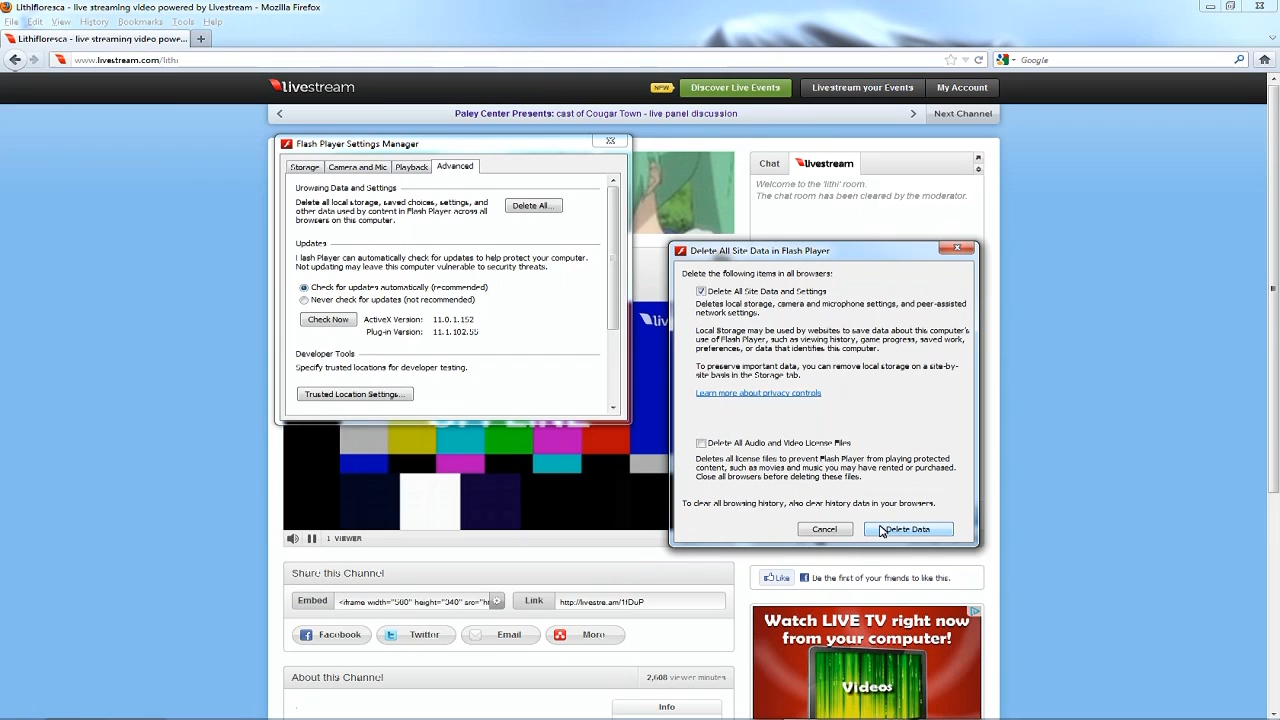 Lithifloresca - live streaming video powered by Livestream - Mozilla Firefox
File Edit View History Bookmarks Tools Help
Lithifloresca - live streaming video powe...
www.livestream.com/lithi
Google
livestream
NEW
Discover Live Events
Livestream your Events
My Account
Paley Center Presents: cast of Cougar Town - live panel discussion
Next Channel
Flash Player Settings Manager
Storage
Camera and Mic
Playback
Advanced
Browsing Data and Settings
Delete all local storage, saved choices, settings, and
other data used by content in Flash Player across all
browsers on this computer.
Delete All...
Updates
Flash Player can automatically check for updates to help protect your computer.
Not updating may leave this computer vulnerable to security threats.
Check for updates automatically (recommended)
Never check for updates (not recommended)
Check Now
ActiveX Version: 11.0.1.152
Plug-in Version: 11.1.102.55
Developer Tools
Specify trusted locations for developer testing.
Trusted Location Settings...
Chat
livestream
Welcome to the 'lithi' room.
The chat room has been cleared by the moderator.
Delete All Site Data in Flash Player
Delete the following items in all browsers:
Delete All Site Data and Settings
Deletes local storage, camera and microphone settings, and peer-assisted
network settings.
Local Storage may be used by websites to save data about this computer's
use of Flash Player, such as viewing history, game progress, saved work,
preferences, or data that identifies this computer.
To preserve important data, you can remove local storage on a site-by-
site basis in the Storage tab.
Learn more about privacy controls
Delete All Audio and Video License Files
Deletes all license files to prevent Flash Player from playing protected
content, such as movies and music you may have rented or purchased.
Close all browsers before deleting these files.
To clear all browsing history, also clear history data in your browsers.
Cancel
Delete Data
liv
1 VIEWER
Share this Channel
Embed
<iframe width="560" height="340" src="ht
Link
http://livestre.am/1fDuP
Facebook
Twitter
Email
More
Like
Be the first of your friends to like this.
About this Channel
2,608 viewer minutes
Info
Watch LIVE TV right now
from your computer!
Videos